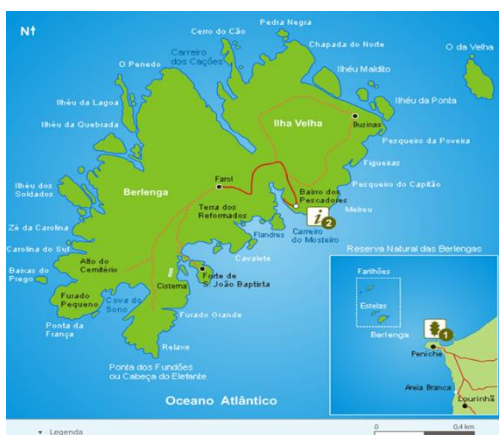 N↑
Pedra Negra
Cerro do Cão
Chapada do Norte
O da Velha
Carreiro
dos Cações
O Penedo
Ilhéu Maldito
Ilhéu da Lagoa
Ilhéu da Ponta
Ilhéu da Quebrada
Ilha Velha
Buzinas
Pesqueiro da Poveira
Figueiras
Farol
Ilhéu dos
Soldados
Berlenga
Bairro dos
Pescadores
Pesqueiro do Capitão
Terra dos
Reformados
i
2
Zé da Carolina
Flandres
Carreiro
do Mosteiro
Carolina do Sul
Cavalete
Reserva Natural das Berlengas
Alto do
Cemitério
Baixas do
Prego
Cisterna
Forte de
S. João Baptista
Farilhões
Furado
Pequeno
Cova do
Sono
Estelas
Furado Grande
Ponta da
França
Berlenga
1
Peniche
Relaxe
Ponta dos Fundões
ou Cabeça do Elefante
Areia Branca
Lourinhã
Oceano Atlântico
Legenda
0
0,4 km